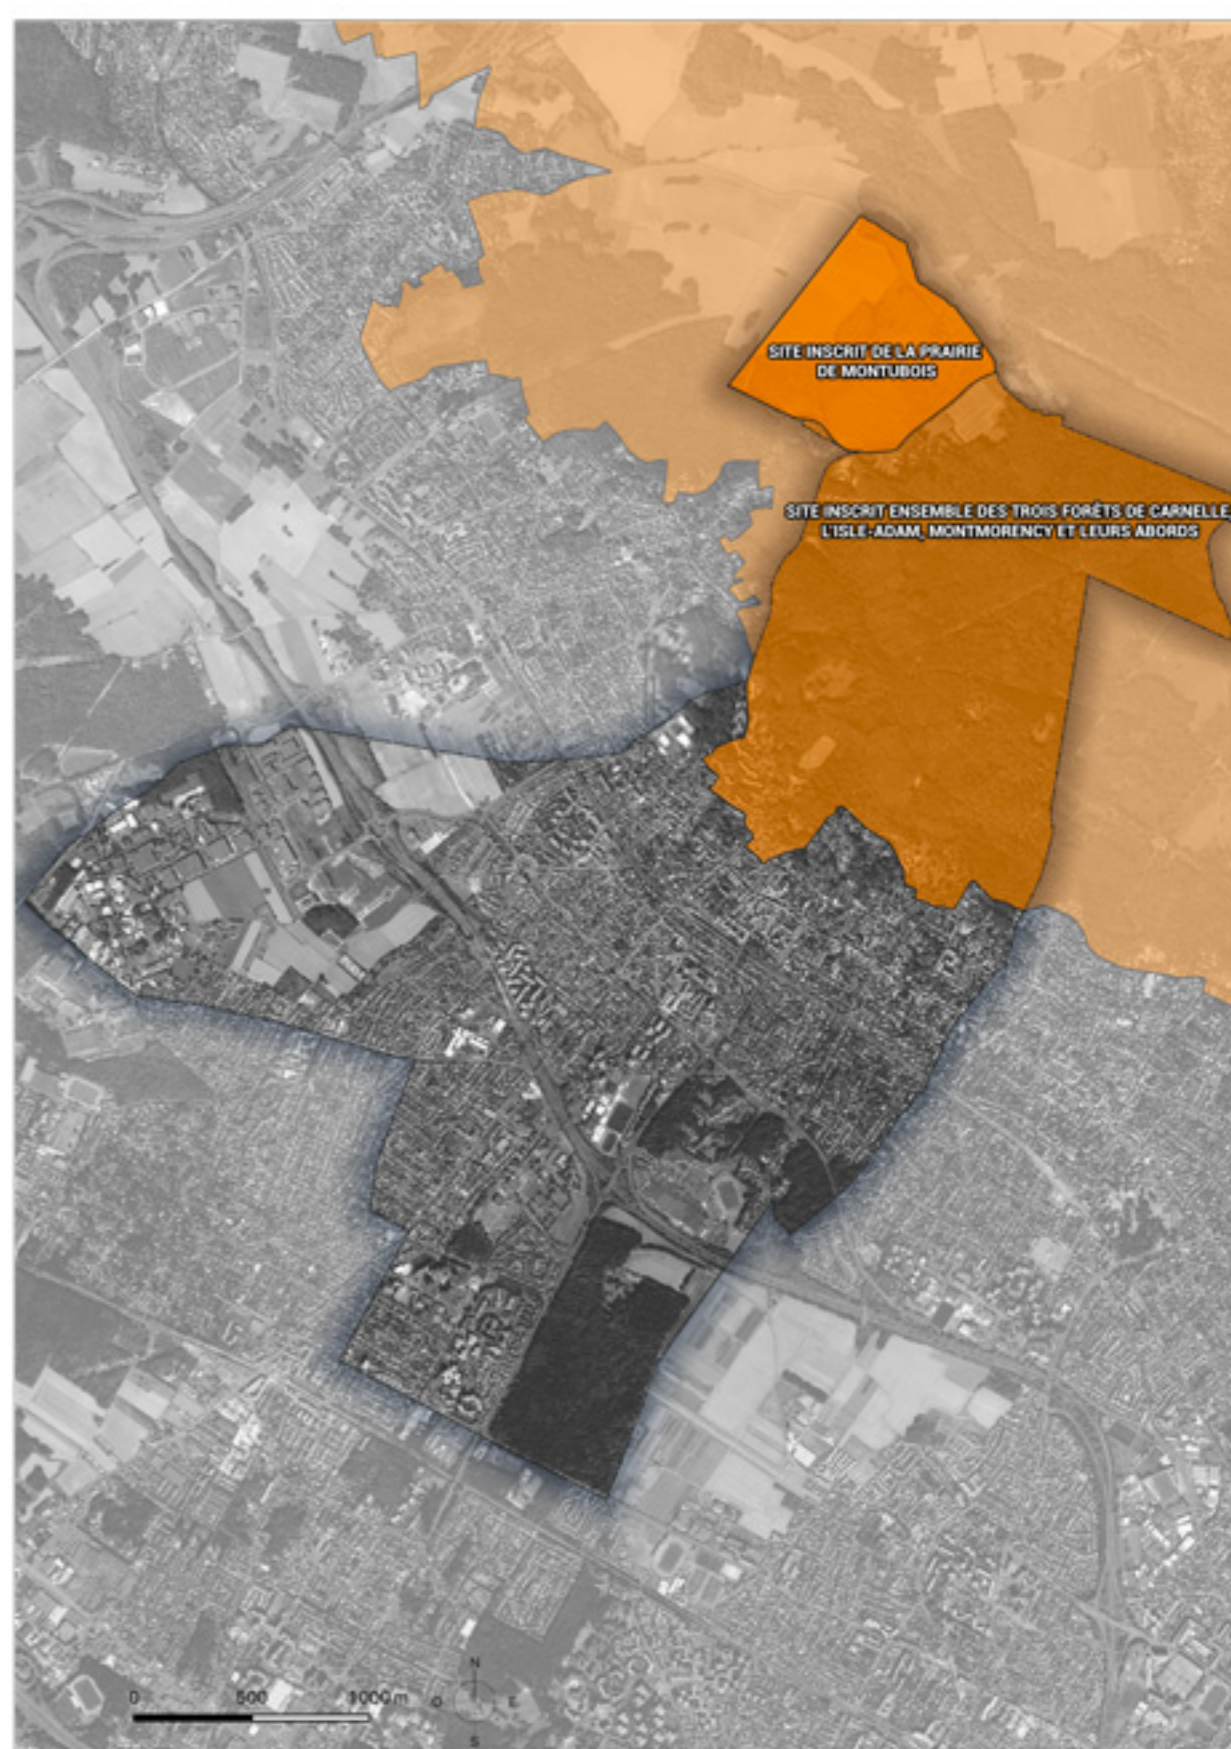 SITE INSCRIT DE LA PRAIRIE
DE MONTUBOIS
SITE INSCRIT ENSEMBLE DES TROIS FORÊTS DE CARNELLE,
L'ISLE-ADAM, MONTMORENCY ET LEURS ABORDS
N
0 500 1000m O E
S